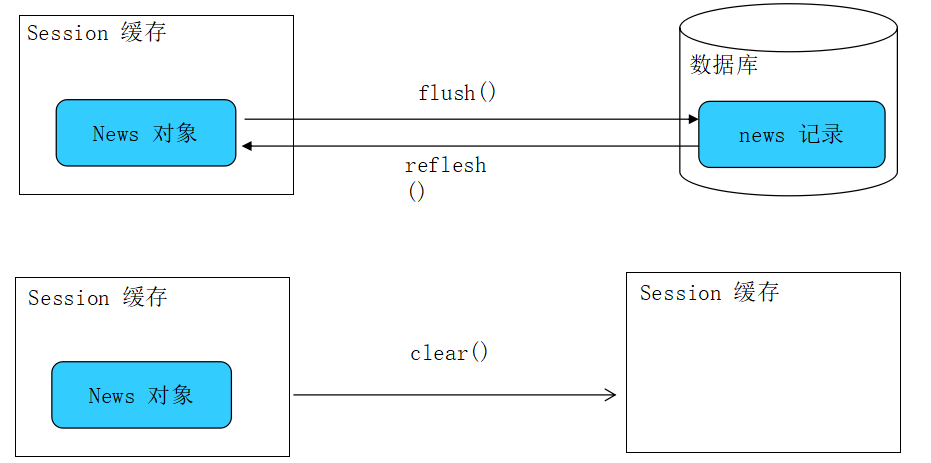 Session 缓存
数据库
flush()
News 对象
news 记录
reflesh
()
Session 缓存
Session 缓存
clear()
News 对象